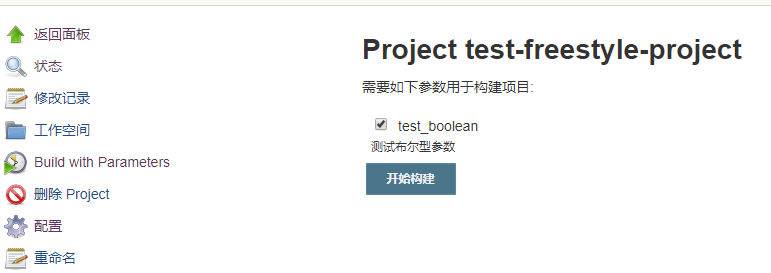 返回面板
状态
修改记录
工作空间
Build with Parameters
删除 Project
配置
重命名
Project test-freestyle-project
需要如下参数用于构建项目:
test_boolean
测试布尔型参数
开始构建